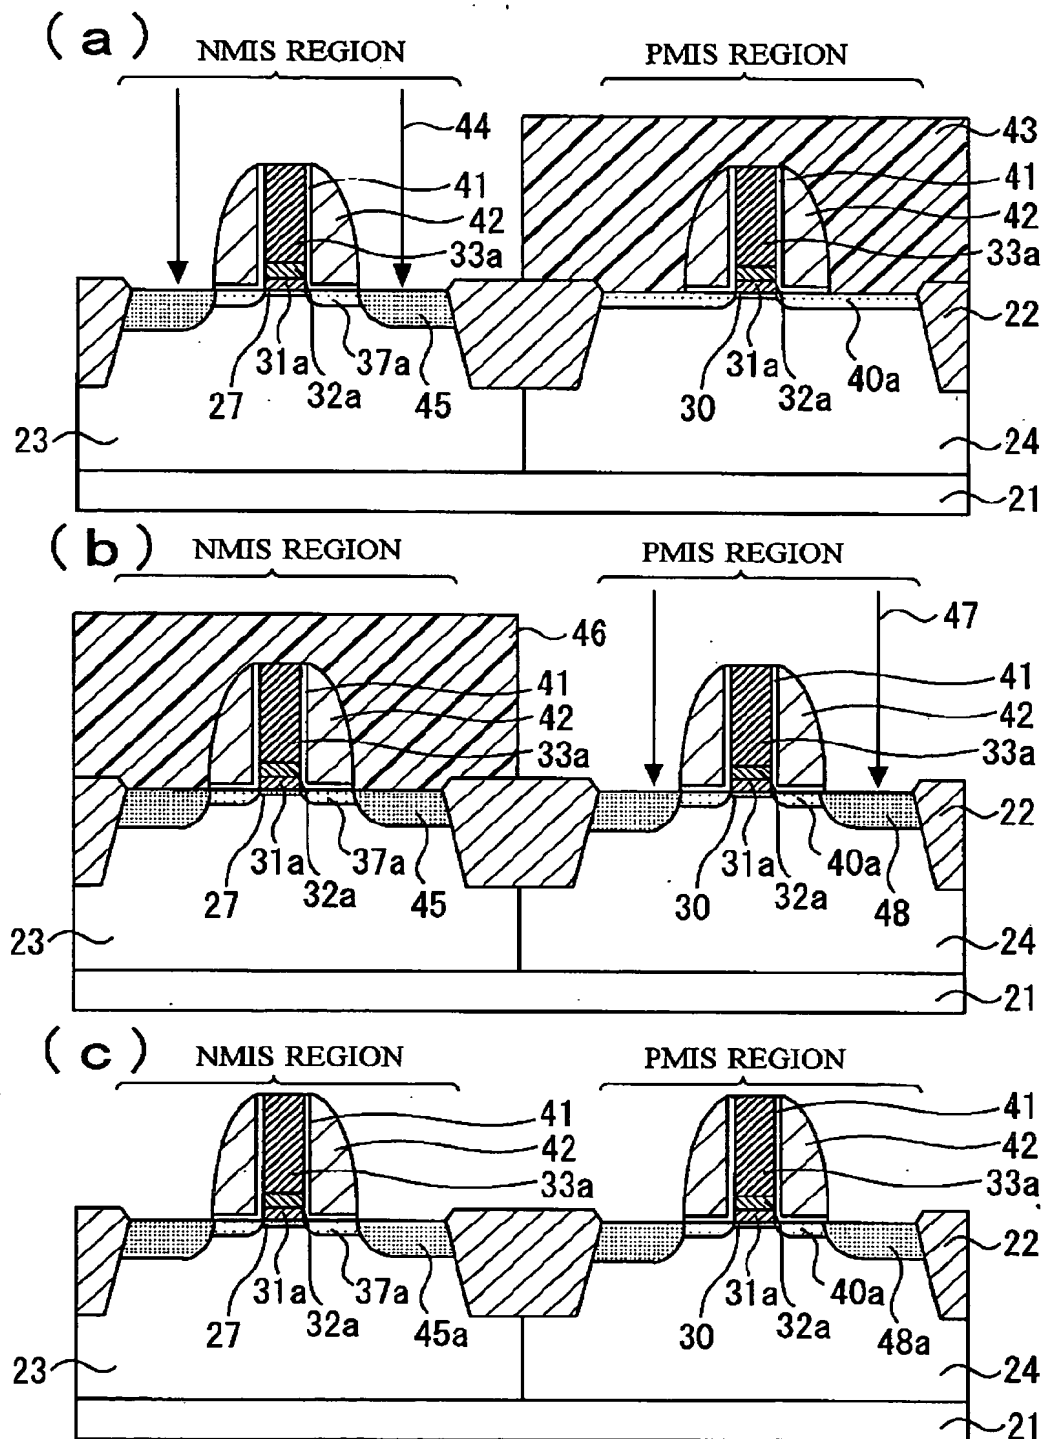 (a)
NMIS REGION
PMIS REGION
44
43
41
41
42
42
33a
33a
22
31a
37a
31a
40a
27
32a
45
30
32a
23
24
21
(b)
NMIS REGION
PMIS REGION
46
47
41
41
42
42
33a
33a
22
31a
37a
31a
40a
27
32a
45
30
32a
48
23
24
21
(c)
NMIS REGION
PMIS REGION
41
41
42
42
33a
33a
22
31a
37a
31a
40a
27
32a
45a
30
32a
48a
23
24
21